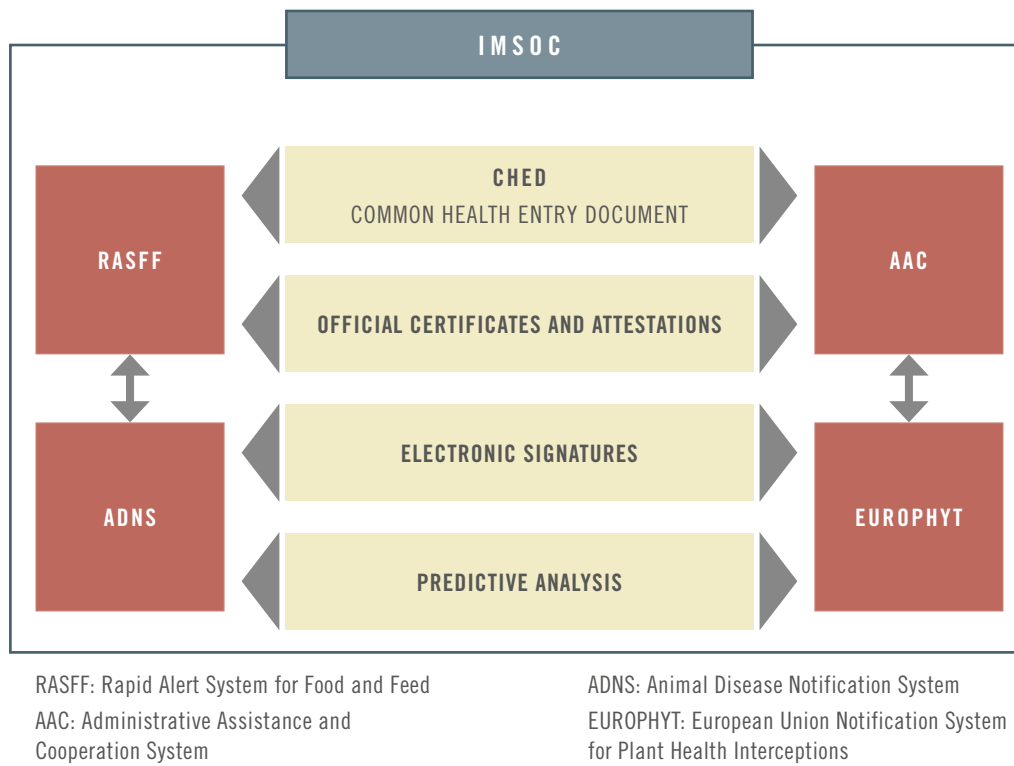 IMSOC
CHED
COMMON HEALTH ENTRY DOCUMENT
RASFF
AAC
OFFICIAL CERTIFICATES AND ATTESTATIONS
ELECTRONIC SIGNATURES
ADNS
EUROPHYT
PREDICTIVE ANALYSIS
RASFF: Rapid Alert System for Food and Feed
AAC: Administrative Assistance and
Cooperation System
ADNS: Animal Disease Notification System
EUROPHYT: European Union Notification System
for Plant Health Interceptions